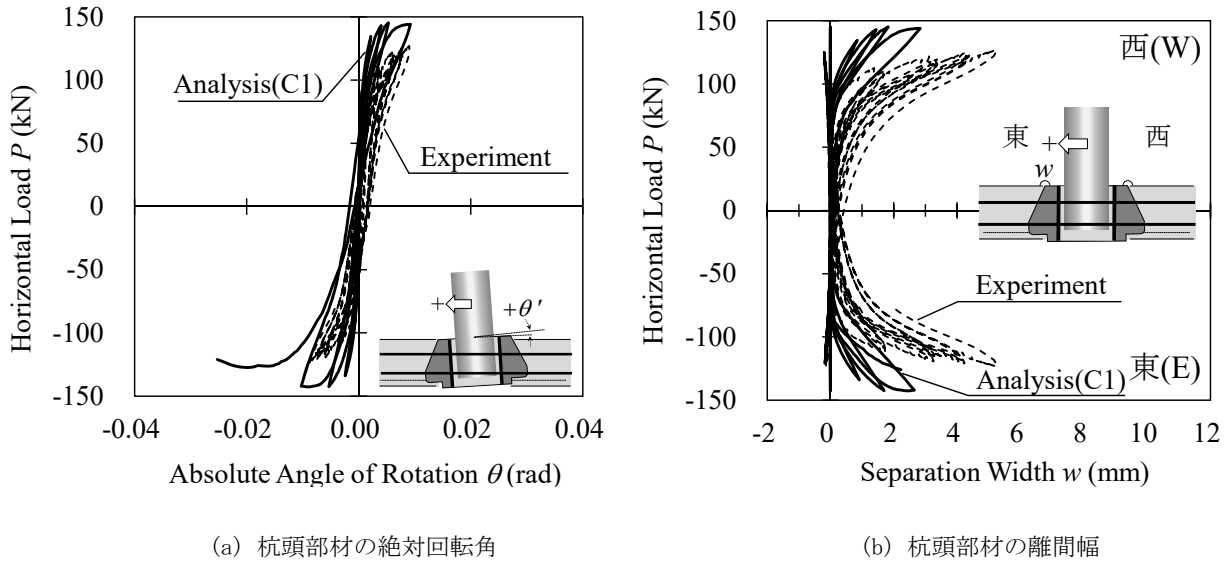 150
100
50
0
-50
-100
-150
Horizontal Load P (kN)
Analysis(C1)
Experiment
+
+θ′
-0.04
-0.02
0.00
0.02
0.04
Absolute Angle of Rotation θ (rad)
(a) 杭頭部材の絶対回転角
150
100
50
0
-50
-100
-150
Horizontal Load P (kN)
西(W)
東
+
西
w
Experiment
Analysis(C1)
東(E)
-2
0
2
4
6
8
10
12
Separation Width w (mm)
(b) 杭頭部材の離間幅